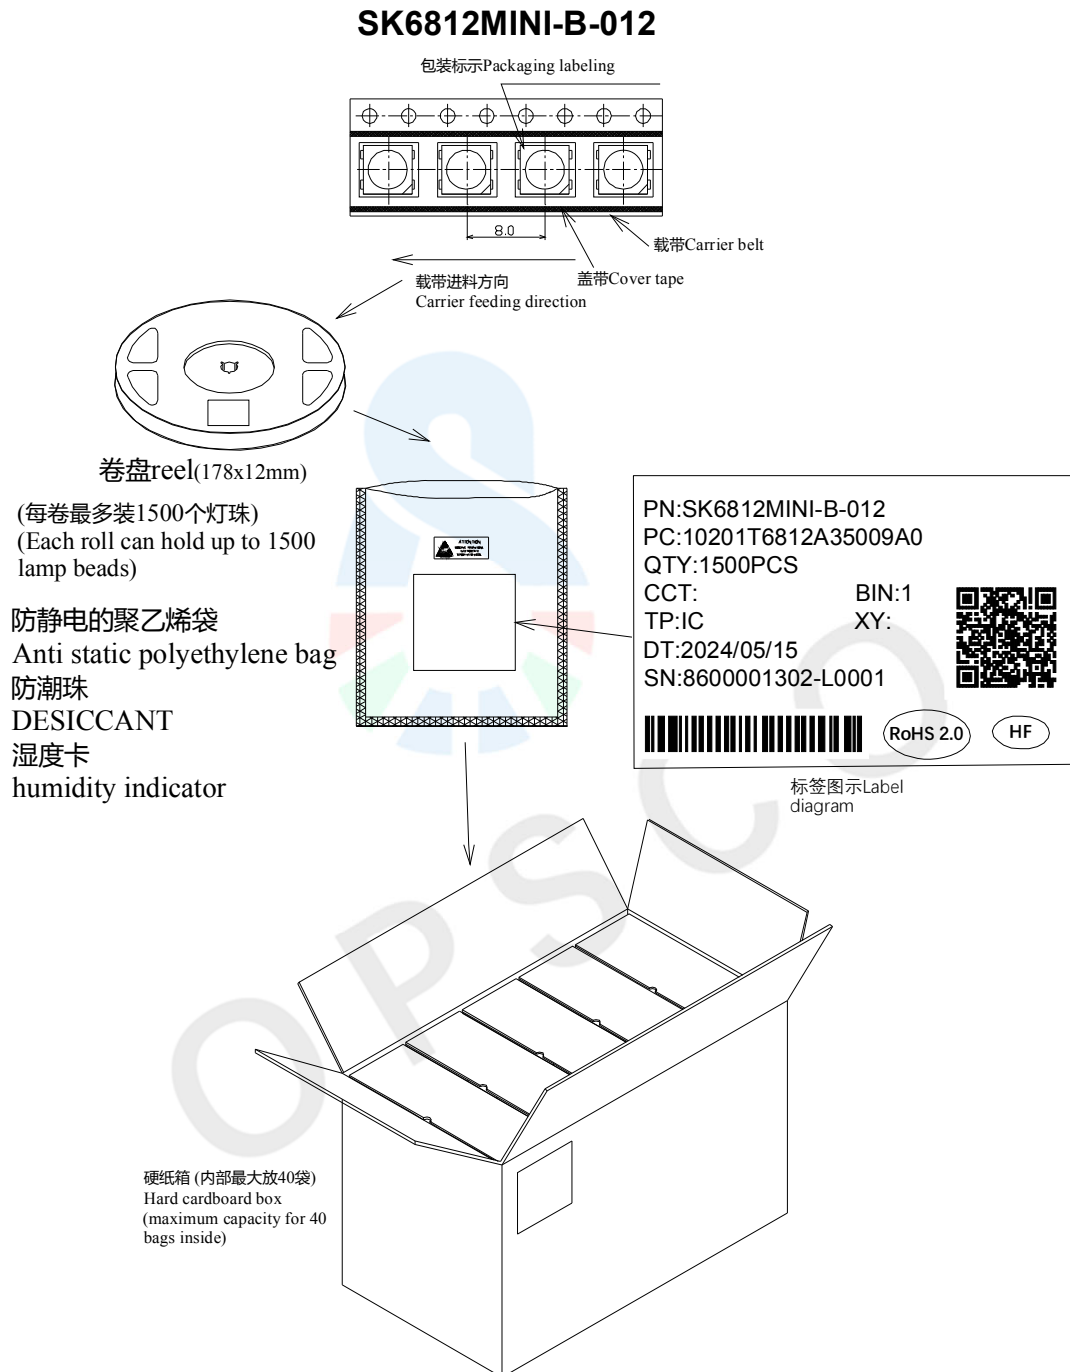 SK6812MINI-B-012
包装标示Packaging labeling
8.0
载带Carrier belt
盖带Cover tape
载带进料方向
Carrier feeding direction
卷盘reel(178x12mm)
(每卷最多装1500个灯珠)
(Each roll can hold up to 1500
lamp beads)
防静电的聚乙烯袋
Anti static polyethylene bag
防潮珠
DESICCANT
湿度卡
humidity indicator
ATTENTION
PN:SK6812MINI-B-012
PC:10201T6812A35009A0
QTY:1500PCS
CCT: BIN:1
TP:IC XY:
DT:2024/05/15
SN:8600001302-L0001
RoHS 2.0
HF
标签图示Label
diagram
硬纸箱 (内部最大放40袋)
Hard cardboard box
(maximum capacity for 40
bags inside)
OPSCO